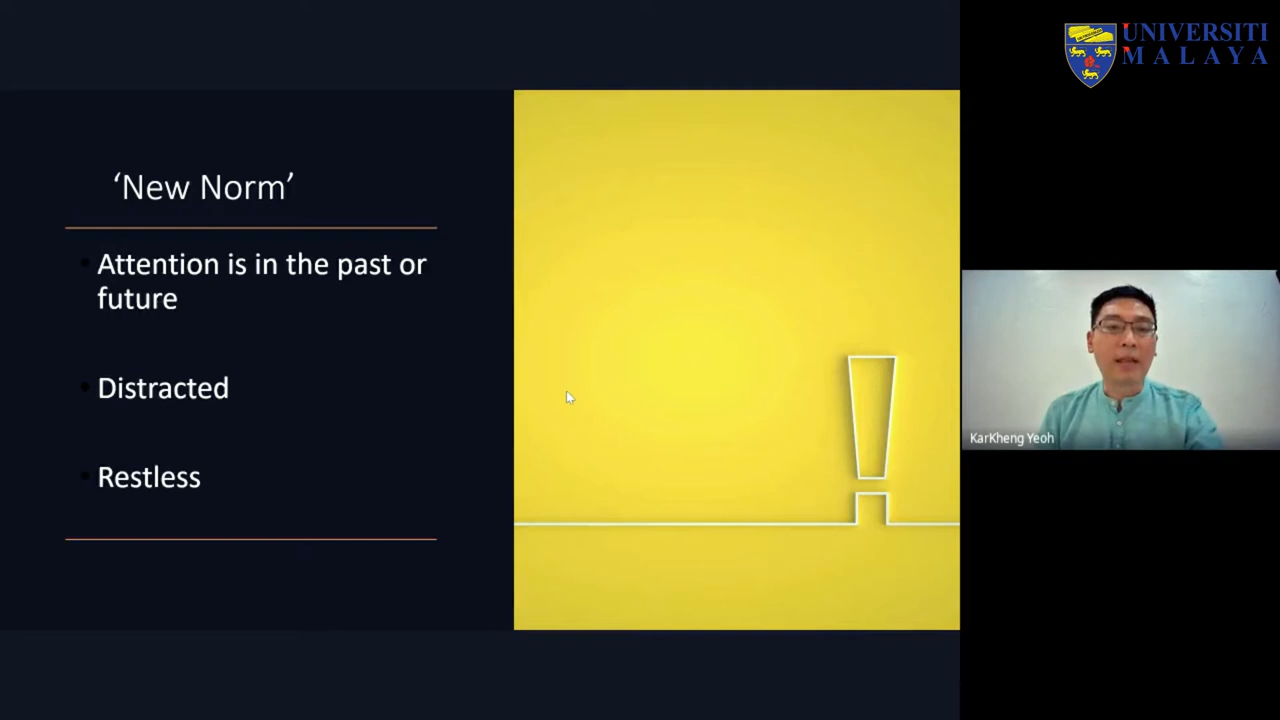 ‘New Norm’
Attention is in the past or
future
Distracted
Restless
UNIVERSITI
MALAYA
KarKheng Yeoh